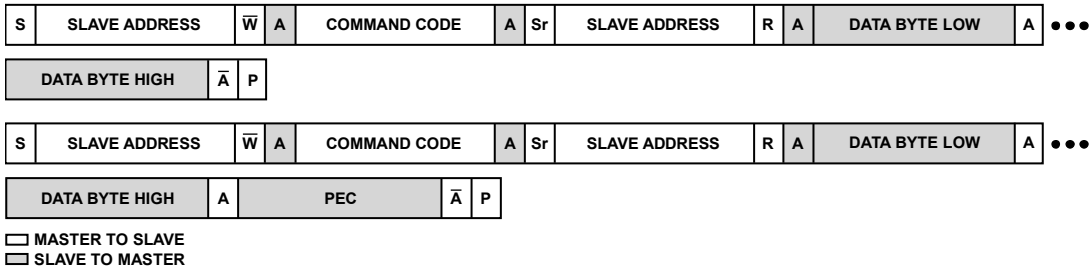 S SLAVE ADDRESS W̅ A COMMAND CODE A Sr SLAVE ADDRESS R A DATA BYTE LOW A •••
DATA BYTE HIGH A̅ P
S SLAVE ADDRESS W̅ A COMMAND CODE A Sr SLAVE ADDRESS R A DATA BYTE LOW A •••
DATA BYTE HIGH A PEC A̅ P
MASTER TO SLAVE
SLAVE TO MASTER